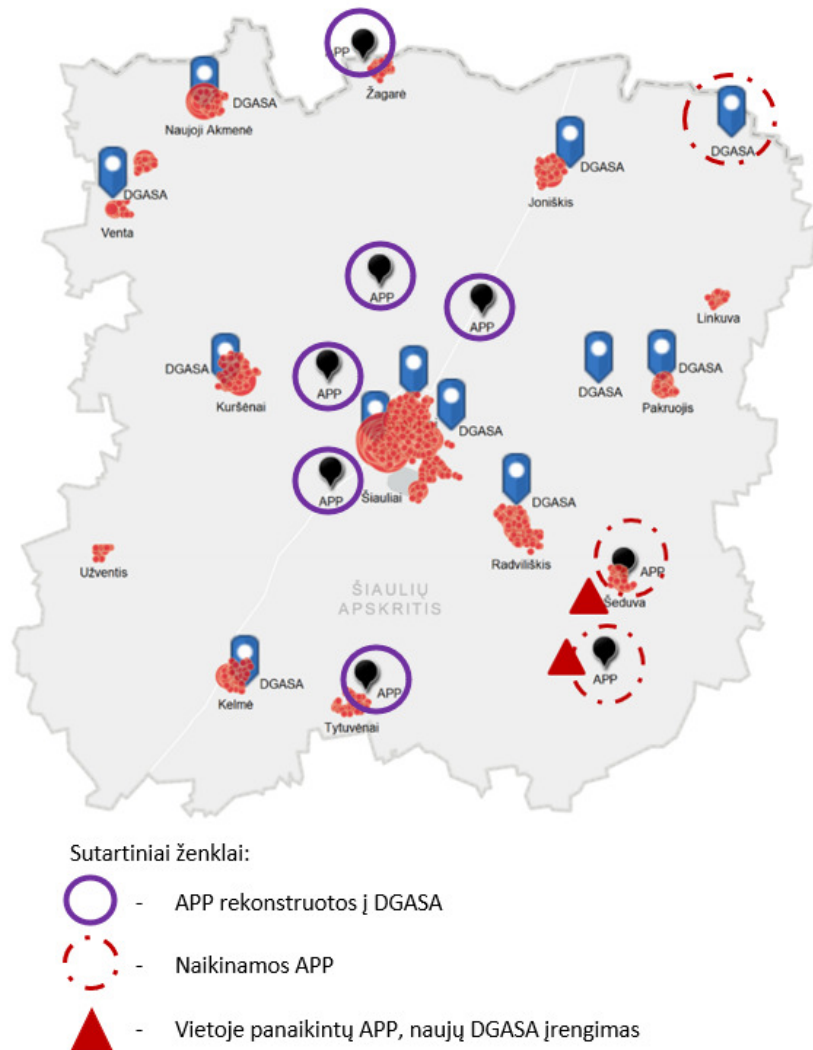 APP
Žagarė
DGASA
Naujoji Akmenė
DGASA
DGASA
DGASA
Joniškis
Venta
APP
APP
Linkuva
DGASA
APP
DGASA
DGASA
Kuršėnai
Pakruojis
DGASA
APP
Šiauliai
DGASA
Radviliškis
Užventis
APP
ŠIAULIŲ
APSKRITIS
Šeduva
APP
DGASA
APP
Kelmė
Tytuvėnai
Sutartiniai ženklai:
- APP rekonstruotos į DGASA
- Naikinamos APP
- Vietoje panaikintų APP, naujų DGASA įrengimas